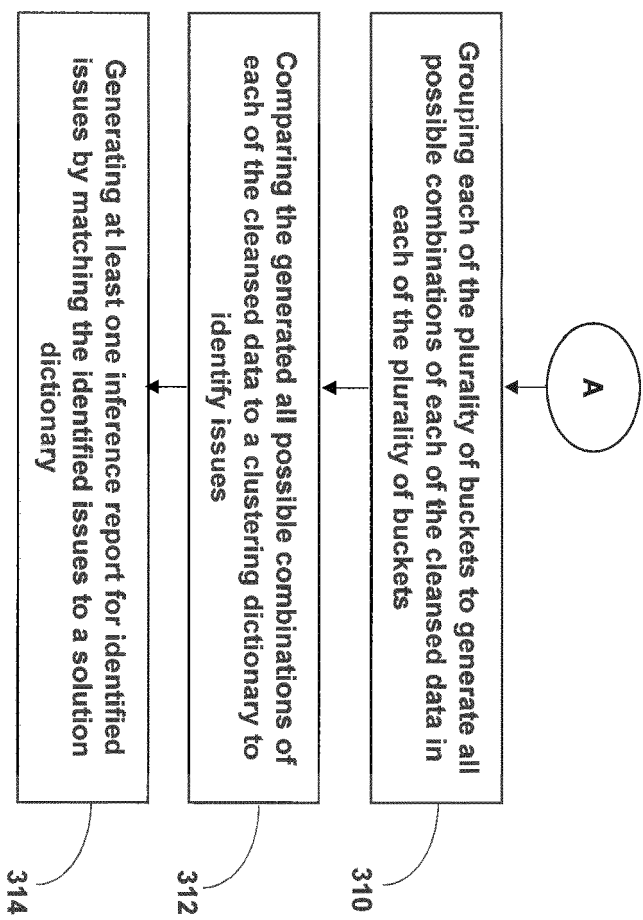 A
Grouping each of the plurality of buckets to generate all
possible combinations of each of the cleansed data in
each of the plurality of buckets
310
Comparing the generated all possible combinations of
each of the cleansed data to a clustering dictionary to
identify issues
312
Generating at least one inference report for identified
issues by matching the identified issues to a solution
dictionary
314